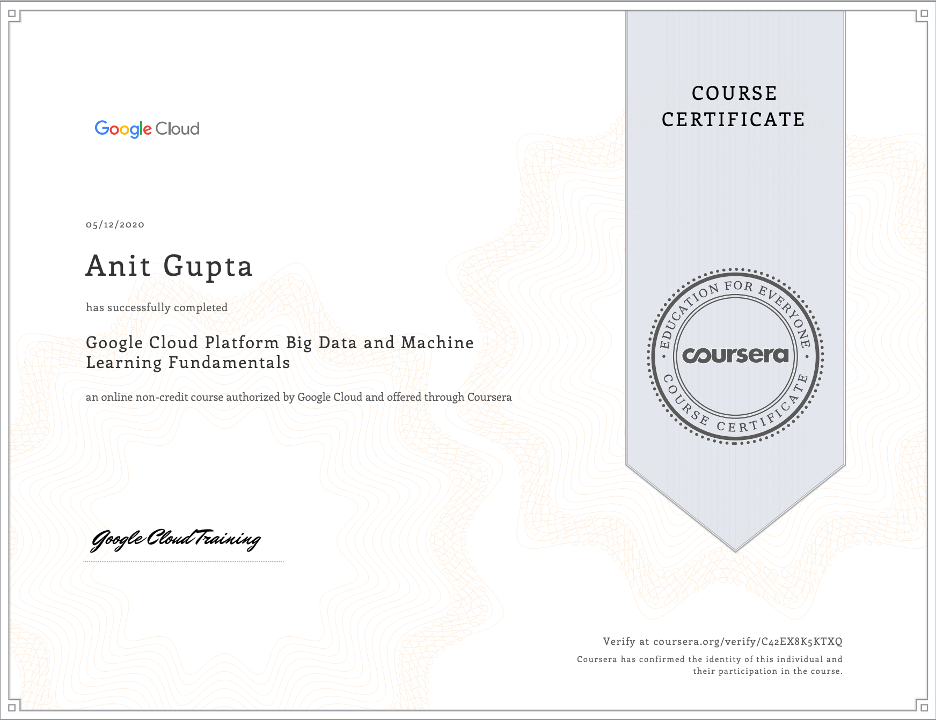 COURSE
CERTIFICATE
Google Cloud
05/12/2020
Anit Gupta
has successfully completed
Google Cloud Platform Big Data and Machine
Learning Fundamentals
an online non-credit course authorized by Google Cloud and offered through Coursera
EDUCATION FOR EVERYONE
coursera
COURSE CERTIFICATE
Google Cloud Training
Verify at coursera.org/verify/C42EX8K5KTXQ
Coursera has confirmed the identity of this individual and
their participation in the course.